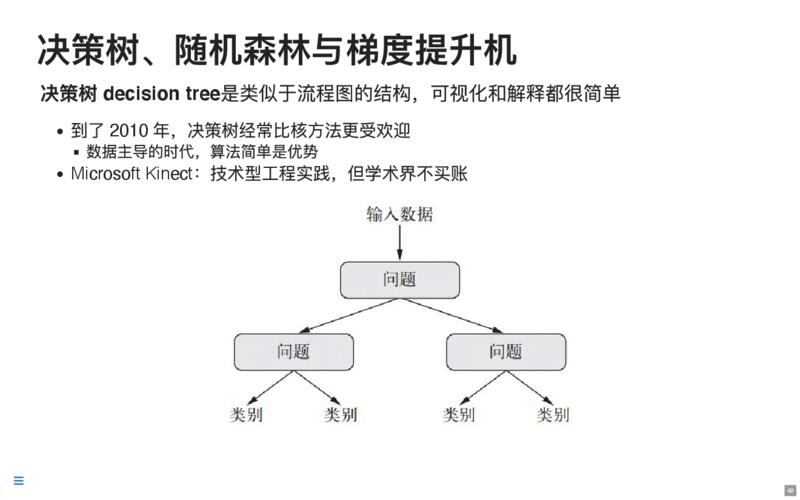 决策树、随机森林与梯度提升机
决策树 decision tree是类似于流程图的结构，可视化和解释都很简单
到了 2010 年，决策树经常比核方法更受欢迎
数据主导的时代，算法简单是优势
Microsoft Kinect：技术型工程实践，但学术界不买账
输入数据
问题
问题 问题
类别 类别 类别 类别